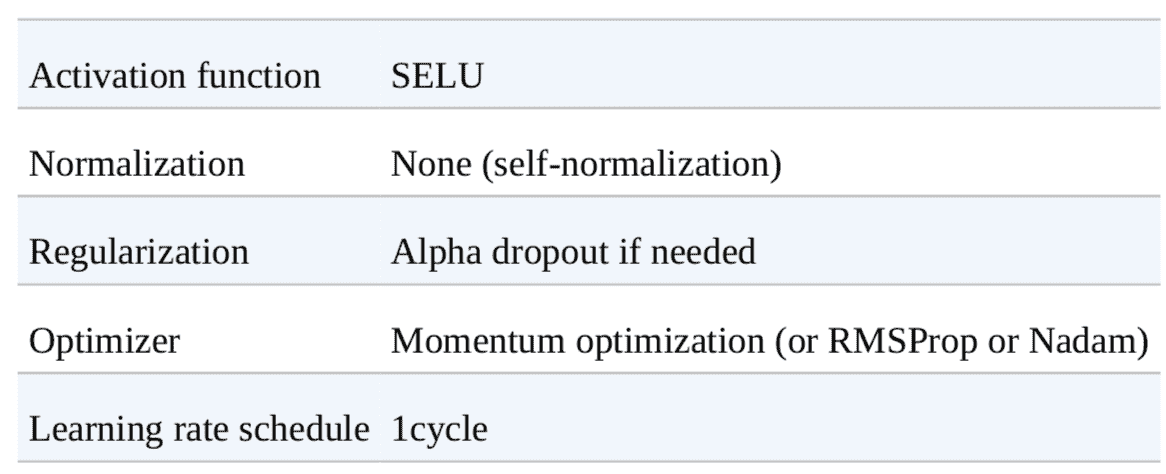 Activation function SELU
Normalization None (self-normalization)
Regularization Alpha dropout if needed
Optimizer Momentum optimization (or RMSProp or Nadam)
Learning rate schedule 1cycle